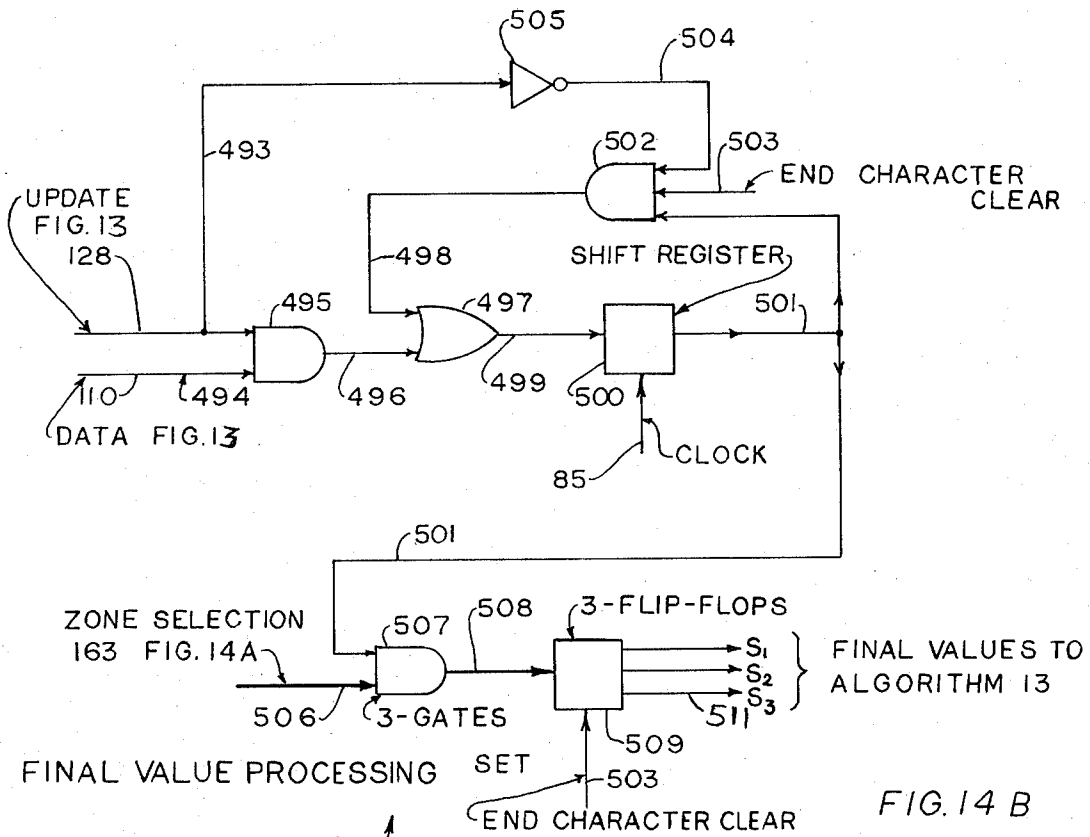 505
504
493
502
503
END CHARACTER
CLEAR
UPDATE
FIG. 13
128
498
SHIFT REGISTER
495
497
501
110
494
496
499
500
DATA FIG. 13
85
CLOCK
501
ZONE SELECTION
163 FIG. 14A
507
508
3-FLIP-FLOPS
S1
S2
S3
FINAL VALUES TO
ALGORITHM 13
506
3-GATES
511
509
FINAL VALUE PROCESSING
SET
503
END CHARACTER CLEAR
FIG. 14 B